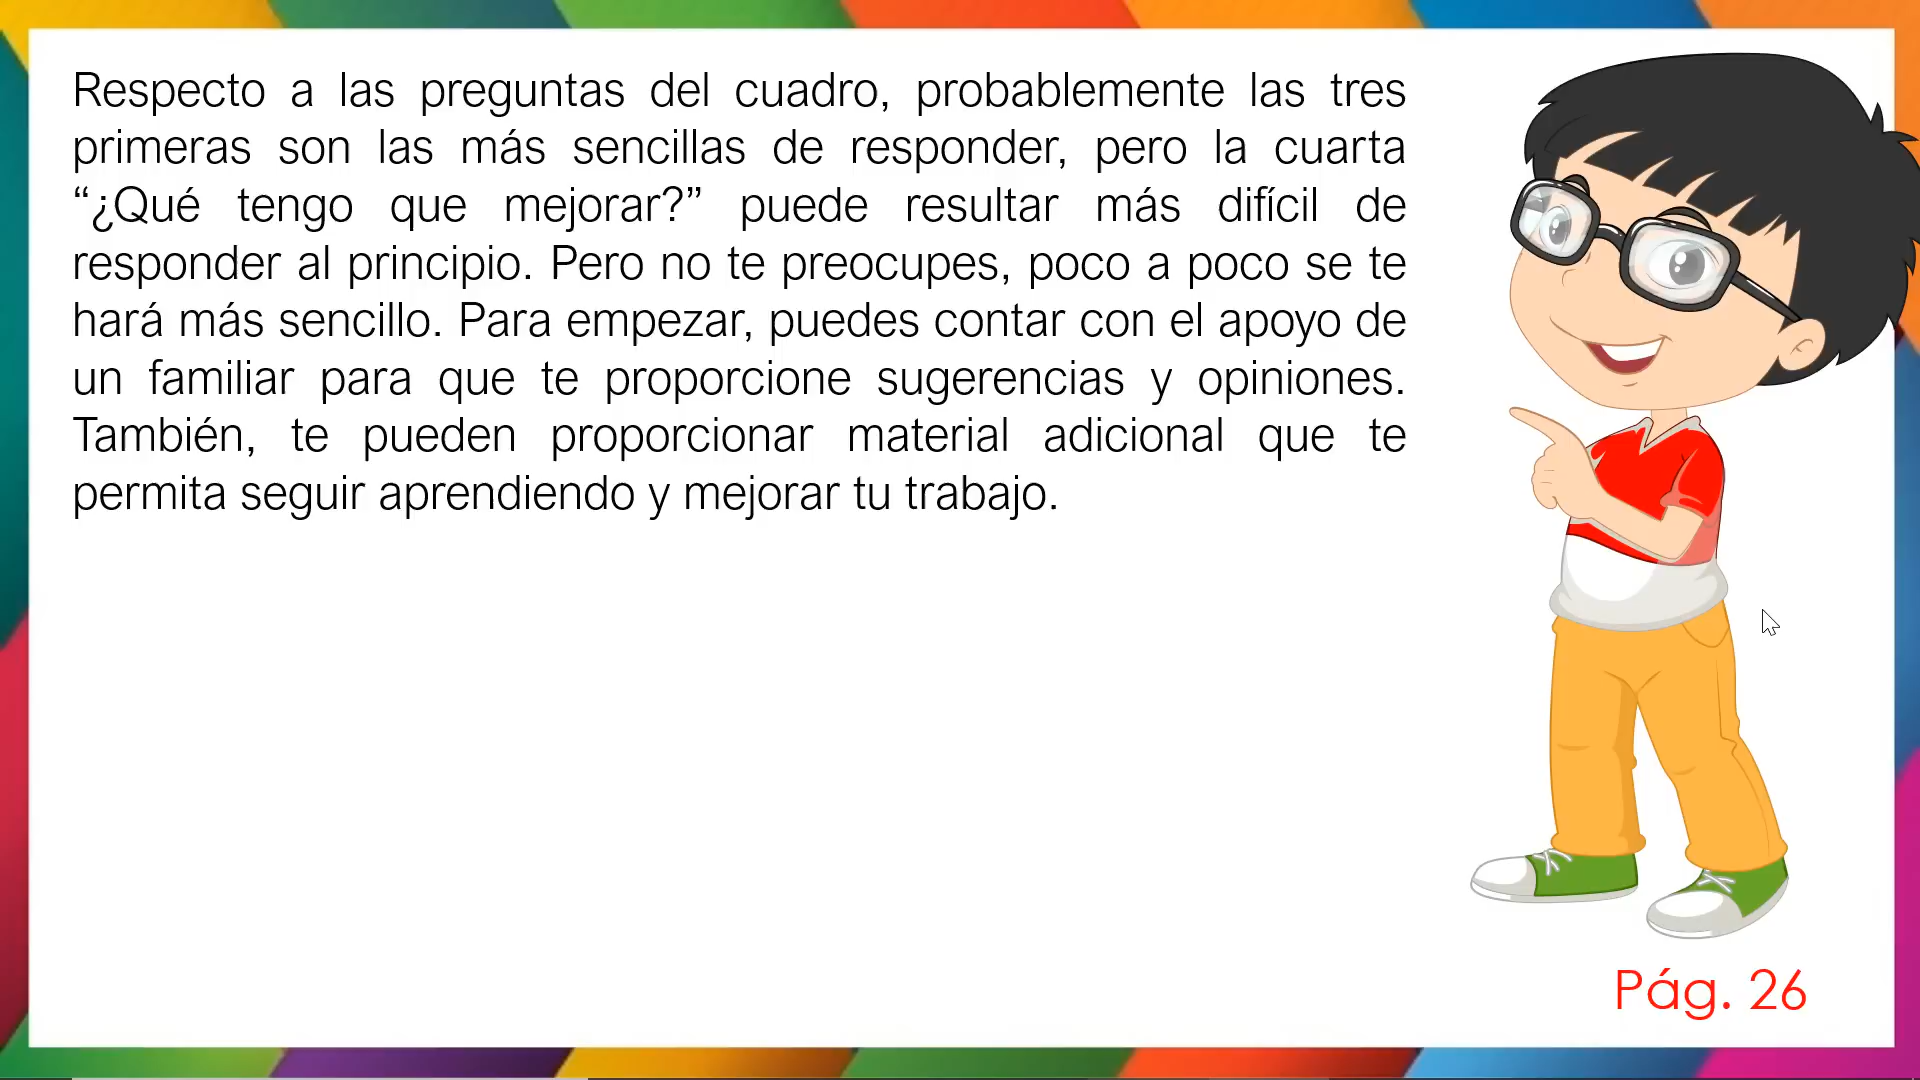 Respecto a las preguntas del cuadro, probablemente las tres
primeras son las más sencillas de responder, pero la cuarta
“¿Qué tengo que mejorar?” puede resultar más difícil de
responder al principio. Pero no te preocupes, poco a poco se te
hará más sencillo. Para empezar, puedes contar con el apoyo de
un familiar para que te proporcione sugerencias y opiniones.
También, te pueden proporcionar material adicional que te
permita seguir aprendiendo y mejorar tu trabajo.
Pág. 26